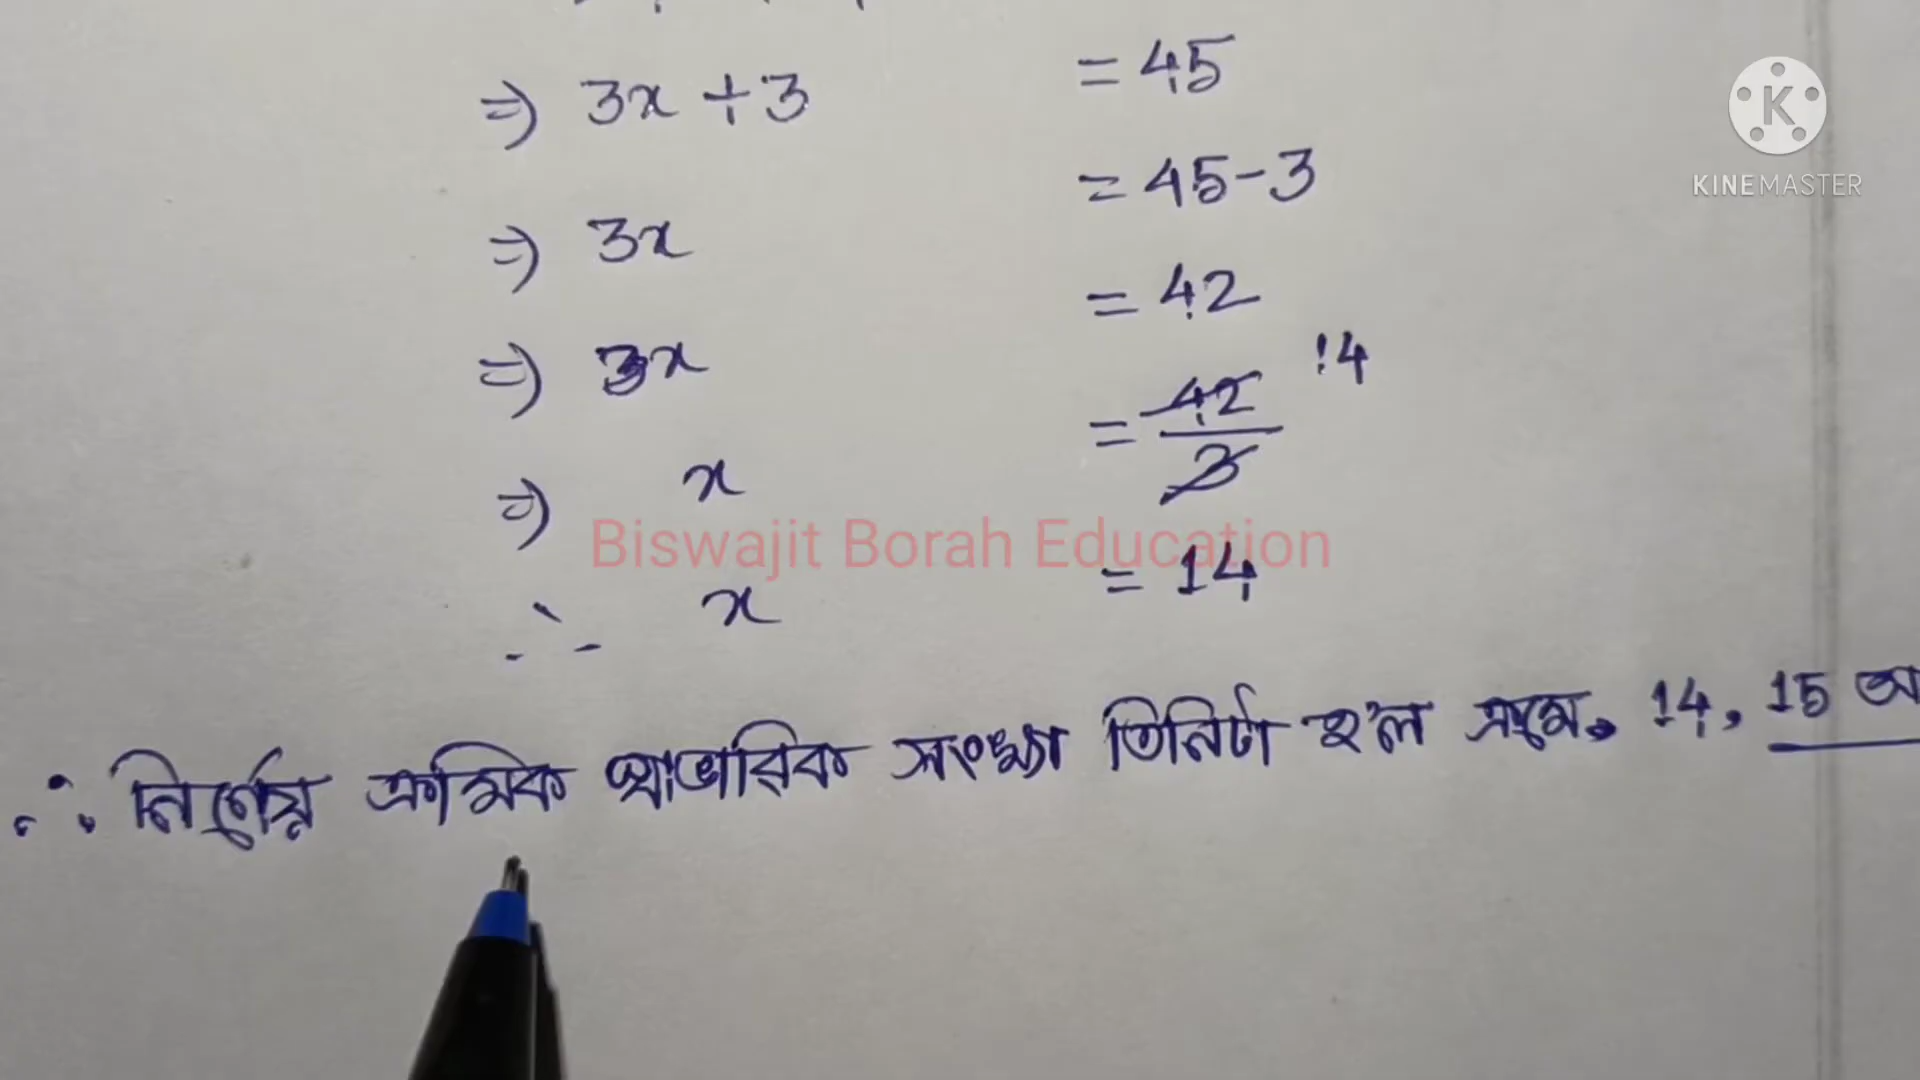 ⇒ 3x + 3 = 45
⇒ 3x = 45 - 3
⇒ 3x = 42
⇒ x = 42/3 14
∴ x = 14
∴ নিৰ্ণেয় ক্ৰমিক স্বাভাৱিক সংখ্যা তিনিটা হ'ল ক্ৰমে, 14, 15
K
KINEMASTER
Biswajit Borah Education